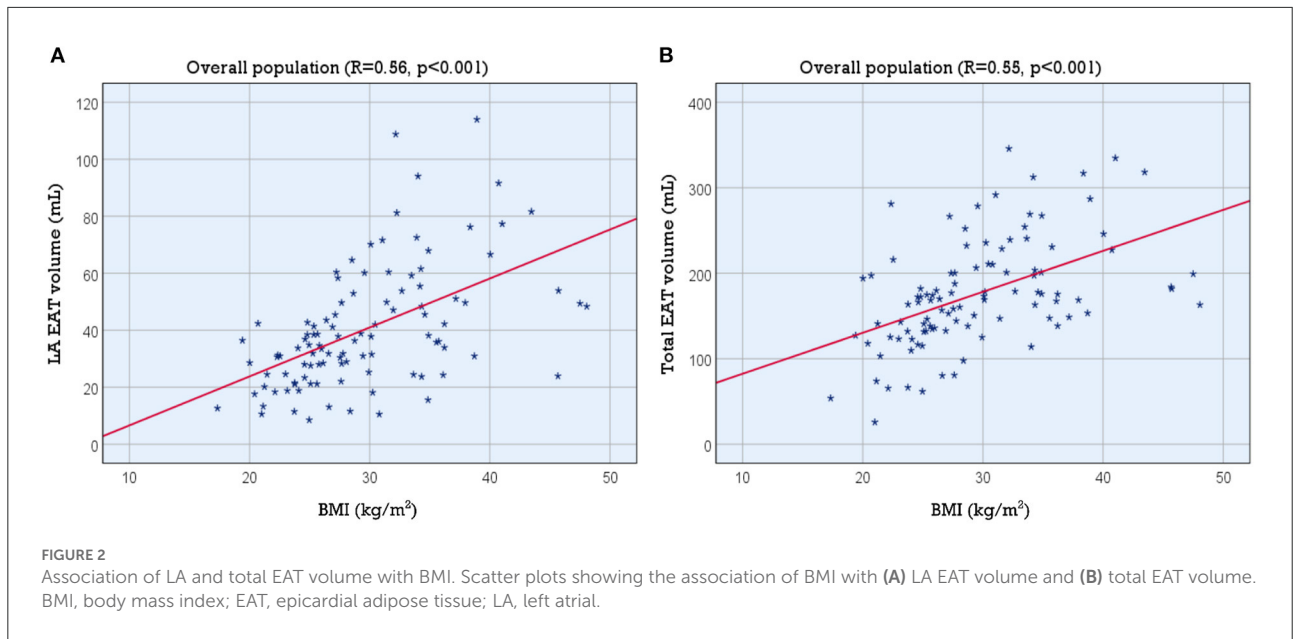 A
Overall population (R=0.56, p<0.001)
120
100
80
60
40
20
0
LA EAT volume (mL)
10 20 30 40 50
BMI (kg/m²)
B
Overall population (R=0.55, p<0.001)
400
300
200
100
0
Total EAT volume (mL)
10 20 30 40 50
BMI (kg/m²)
FIGURE 2
Association of LA and total EAT volume with BMI. Scatter plots showing the association of BMI with (A) LA EAT volume and (B) total EAT volume.
BMI, body mass index; EAT, epicardial adipose tissue; LA, left atrial.